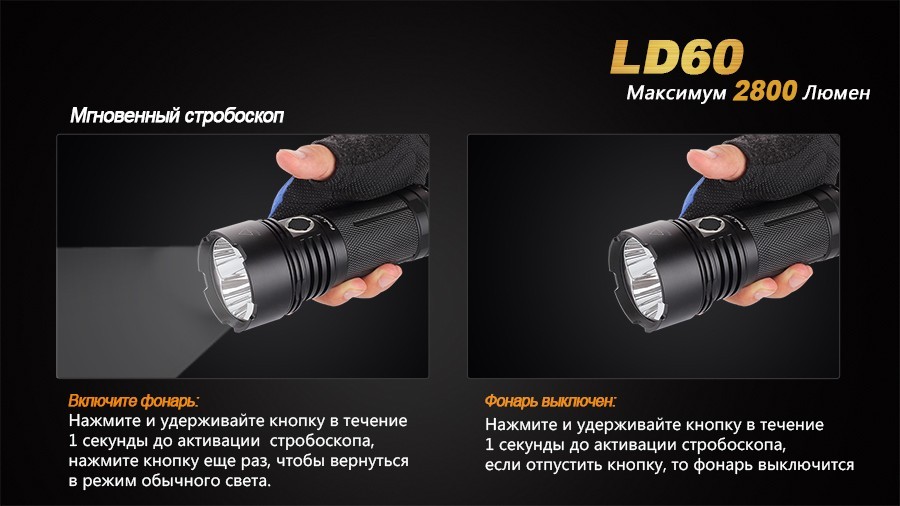 LD60
Максимум 2800 Люмен
Мгновенный стробоскоп
Включите фонарь:
Нажмите и удерживайте кнопку в течение
1 секунды до активации стробоскопа,
нажмите кнопку еще раз, чтобы вернуться
в режим обычного света.
Фонарь выключен:
Нажмите и удерживайте кнопку в течение
1 секунды до активации стробоскопа,
если отпустить кнопку, то фонарь выключится